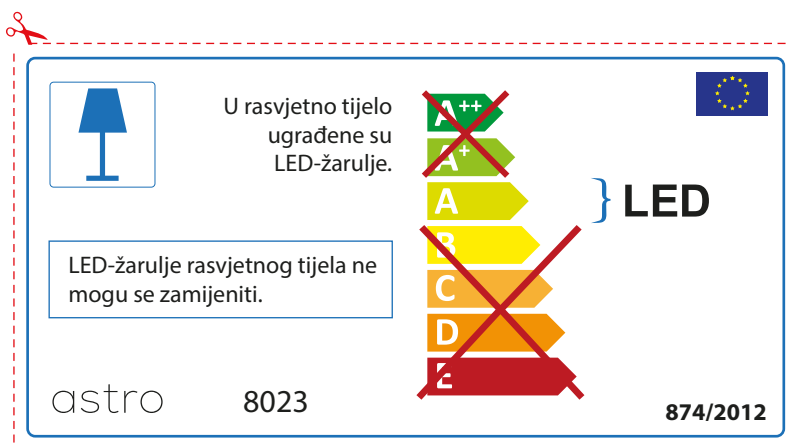 U rasvjetno tijelo
ugrađene su
LED-žarulje.
A++
A+
A
B
C
D
E
LED
LED-žarulje rasvjetnog tijela ne
mogu se zamijeniti.
astro
8023
874/2012